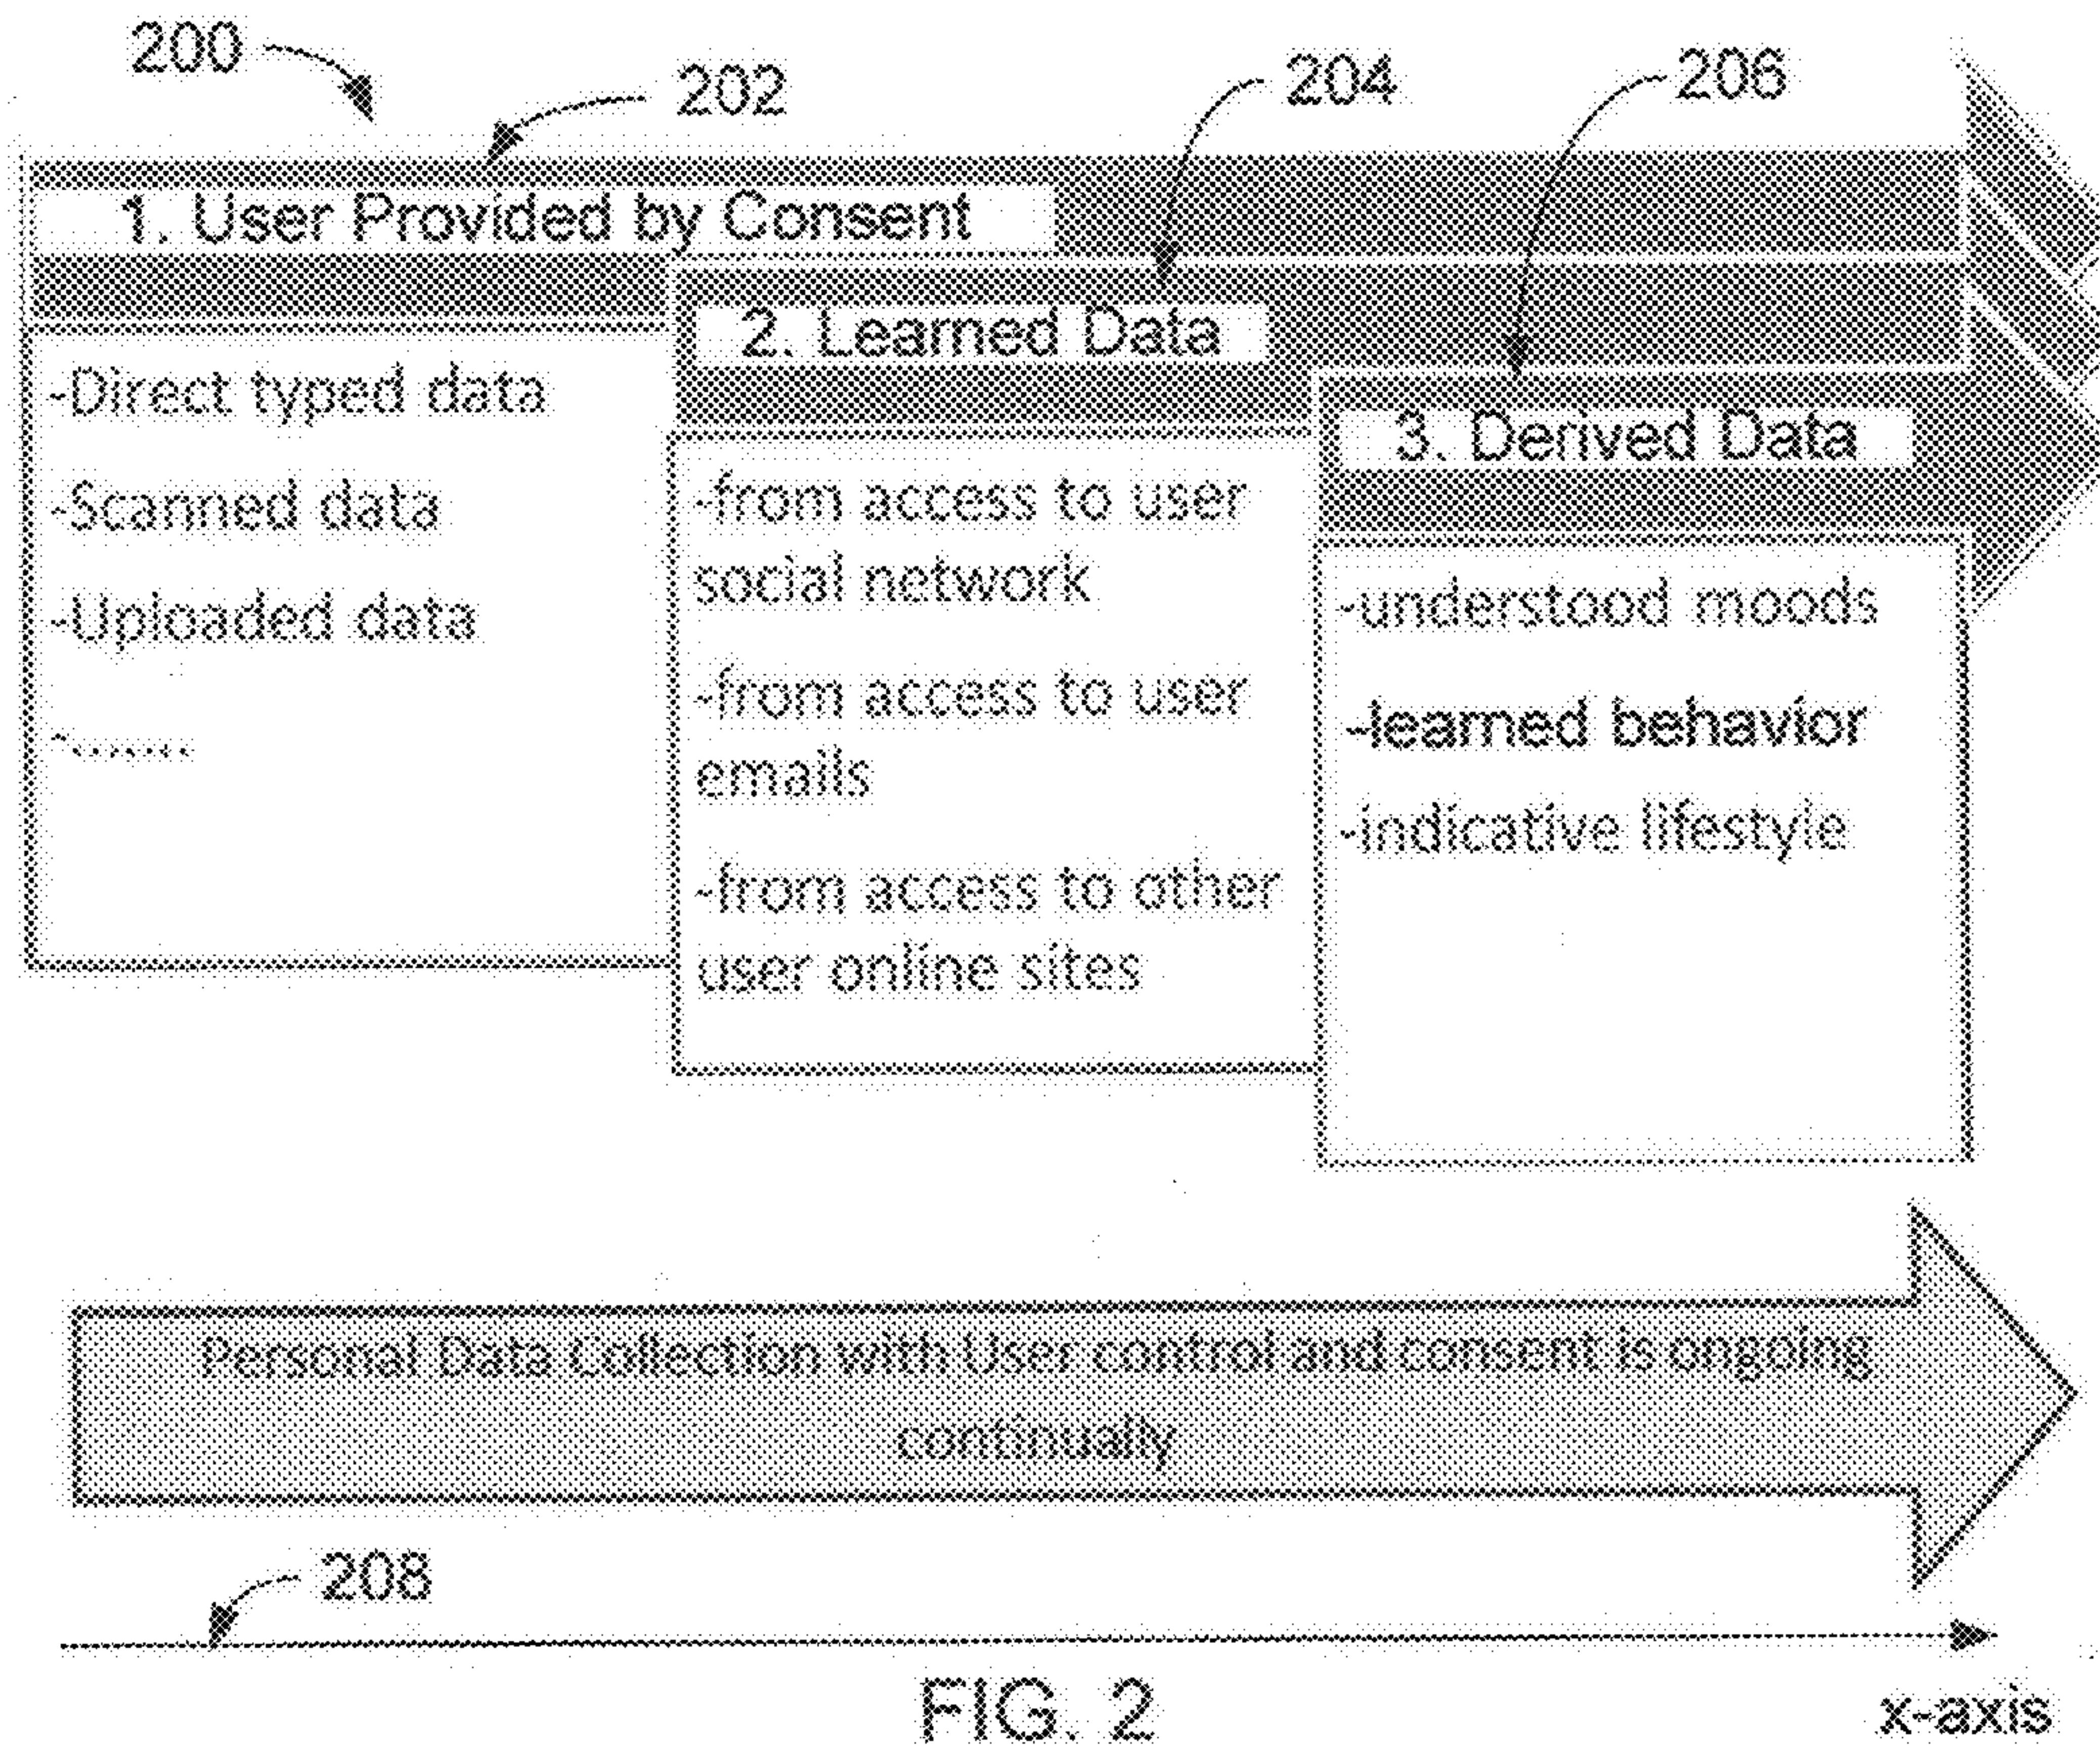 200
202
204
206
1. User Provided by Consent
2. Learned Data
3. Derived Data
-Direct typed data
-Scanned data
-Uploaded data
-.......
-from access to user
social network
-from access to user
emails
-from access to other
user online sites
-understood moods
-learned behavior
-indicative lifestyle
Personal Data Collection with User control and consent is ongoing
continually
208
x-axis
FIG. 2